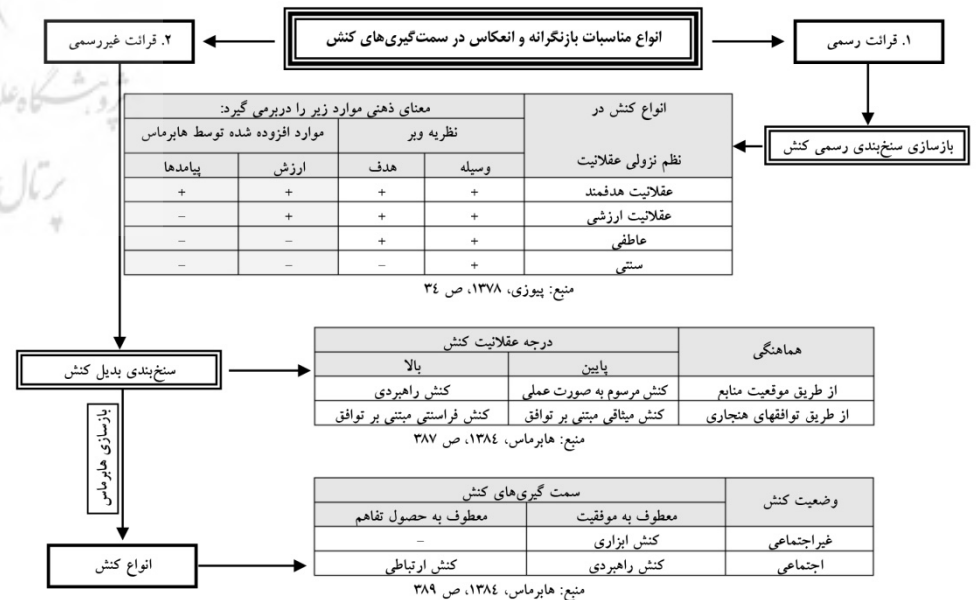 ۱. قرائت رسمی
انواع مناسبات بازنگرانه و انعکاس در سمت‌گیری‌های کنش
۲. قرائت غیررسمی
بازسازی سنخ‌بندی رسمی کنش
انواع کنش در معنای ذهنی موارد زیر را دربرمی گیرد:
نظریه وبر موارد افزوده شده توسط هابرماس
نظم نزولی عقلانیت وسیله هدف ارزش پیامدها
عقلانیت هدفمند + + + +
عقلانیت ارزشی + + + –
عاطفی + + – –
سنتی + – – –
منبع: پیوزی، ۱۳۷۸، ص ۳٤
سنخ‌بندی بدیل کنش
هماهنگی درجه عقلانیت کنش
پایین بالا
از طریق موقعیت منابع کنش مرسوم به صورت عملی کنش راهبردی
از طریق توافقهای هنجاری کنش میثاقی مبتنی بر توافق کنش فراسنتی مبتنی بر توافق
منبع: هابرماس، ۱۳۸٤، ص ۳۸۷
بازسازی هابرماس
وضعیت کنش سمت گیری‌های کنش
معطوف به موفقیت معطوف به حصول تفاهم
غیراجتماعی کنش ابزاری –
اجتماعی کنش راهبردی کنش ارتباطی
منبع: هابرماس، ۱۳۸٤، ص ۳۸۹
انواع کنش